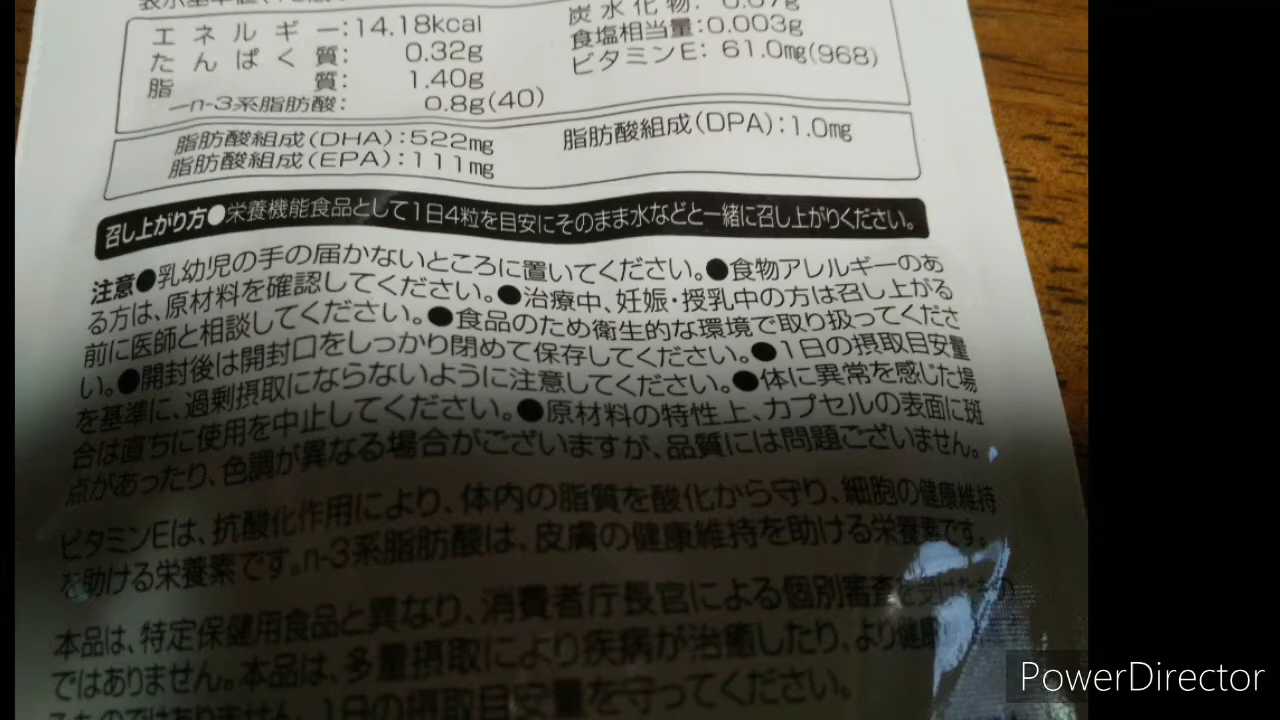 エネルギー:14.18kcal
たんぱく質: 0.32g
脂質: 1.40g
ーn-3系脂肪酸: 0.8g(40)
炭水化物: 0.07g
食塩相当量:0.003g
ビタミンE: 61.0mg(968)
脂肪酸組成(DHA):522mg
脂肪酸組成(EPA):111mg
脂肪酸組成(DPA):1.0mg
召し上がり方●栄養機能食品として1日4粒を目安にそのまま水などと一緒に召し上がりください。
注意●乳幼児の手の届かないところに置いてください。●食物アレルギーのあ
る方は、原材料を確認してください。●治療中、妊娠・授乳中の方は召し上がる
前に医師と相談してください。●食品のため衛生的な環境で取り扱ってくださ
い。●開封後は開封口をしっかり閉めて保存してください。●1日の摂取目安量
を基準に、過剰摂取にならないように注意してください。●体に異常を感じた場
合は直ちに使用を中止してください。●原材料の特性上、カプセルの表面に斑
点があったり、色調が異なる場合がございますが、品質には問題ございません。
ビタミンEは、抗酸化作用により、体内の脂質を酸化から守り、細胞の健康維持
を助ける栄養素です。n-3系脂肪酸は、皮膚の健康維持を助ける栄養素です。
本品は、特定保健用食品と異なり、消費者庁長官による個別審査を受けたもの
ではありません。本品は、多量摂取により疾病が治癒したり、より健康
1日の摂取目安量を守ってください。
PowerDirector